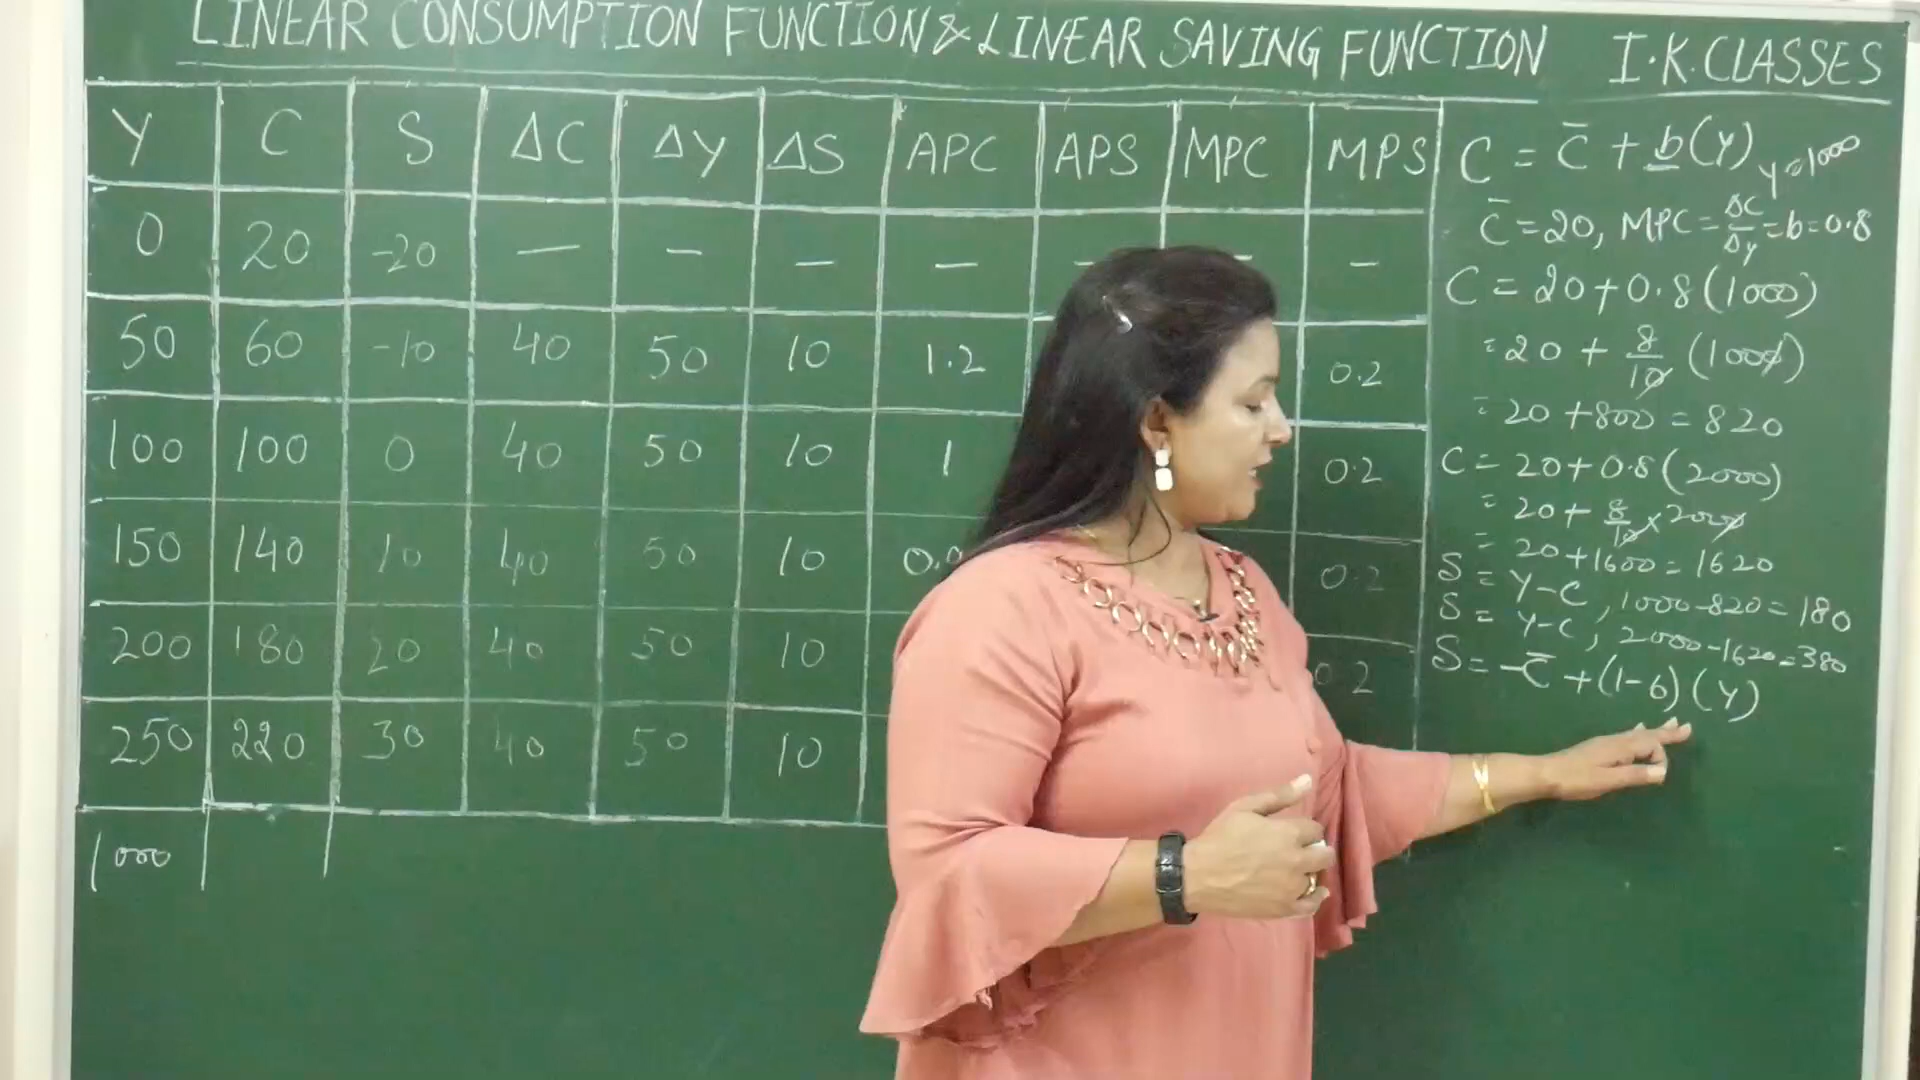 LINEAR CONSUMPTION FUNCTION & LINEAR SAVING FUNCTION I.K.CLASSES
Y C S ΔC ΔY ΔS APC APS MPC MPS
0 20 -20 — — — — — —
50 60 -10 40 50 10 1.2 0.2
100 100 0 40 50 10 1 0.2
150 140 10 40 50 10 0.2
200 180 20 40 50 10 0.2
250 220 30 40 50 10
1000
C = C̄ + b(Y) Y=1000
C̄ = 20, MPC = ΔC/ΔY = b = 0.8
C = 20 + 0.8 (1000)
= 20 + 8/10 (1000)
= 20 + 800 = 820
C = 20 + 0.8 (2000)
= 20 + 8/10 × 2000
= 20 + 1600 = 1620
S = Y - C, 1000 - 820 = 180
S = Y - C, 2000 - 1620 = 380
S = -C̄ + (1-b) (Y)